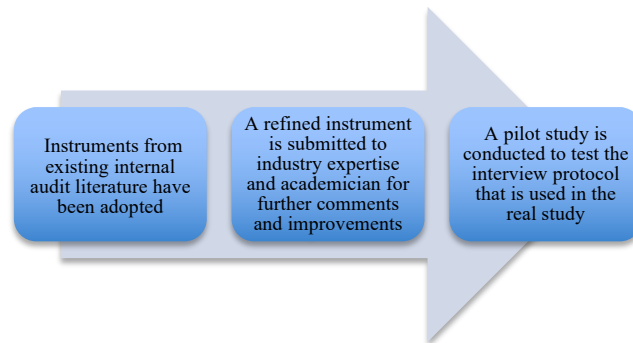 Instruments from
existing internal
audit literature have
been adopted
A refined instrument
is submitted to
industry expertise
and academician for
further comments
and improvements
A pilot study is
conducted to test the
interview protocol
that is used in the
real study